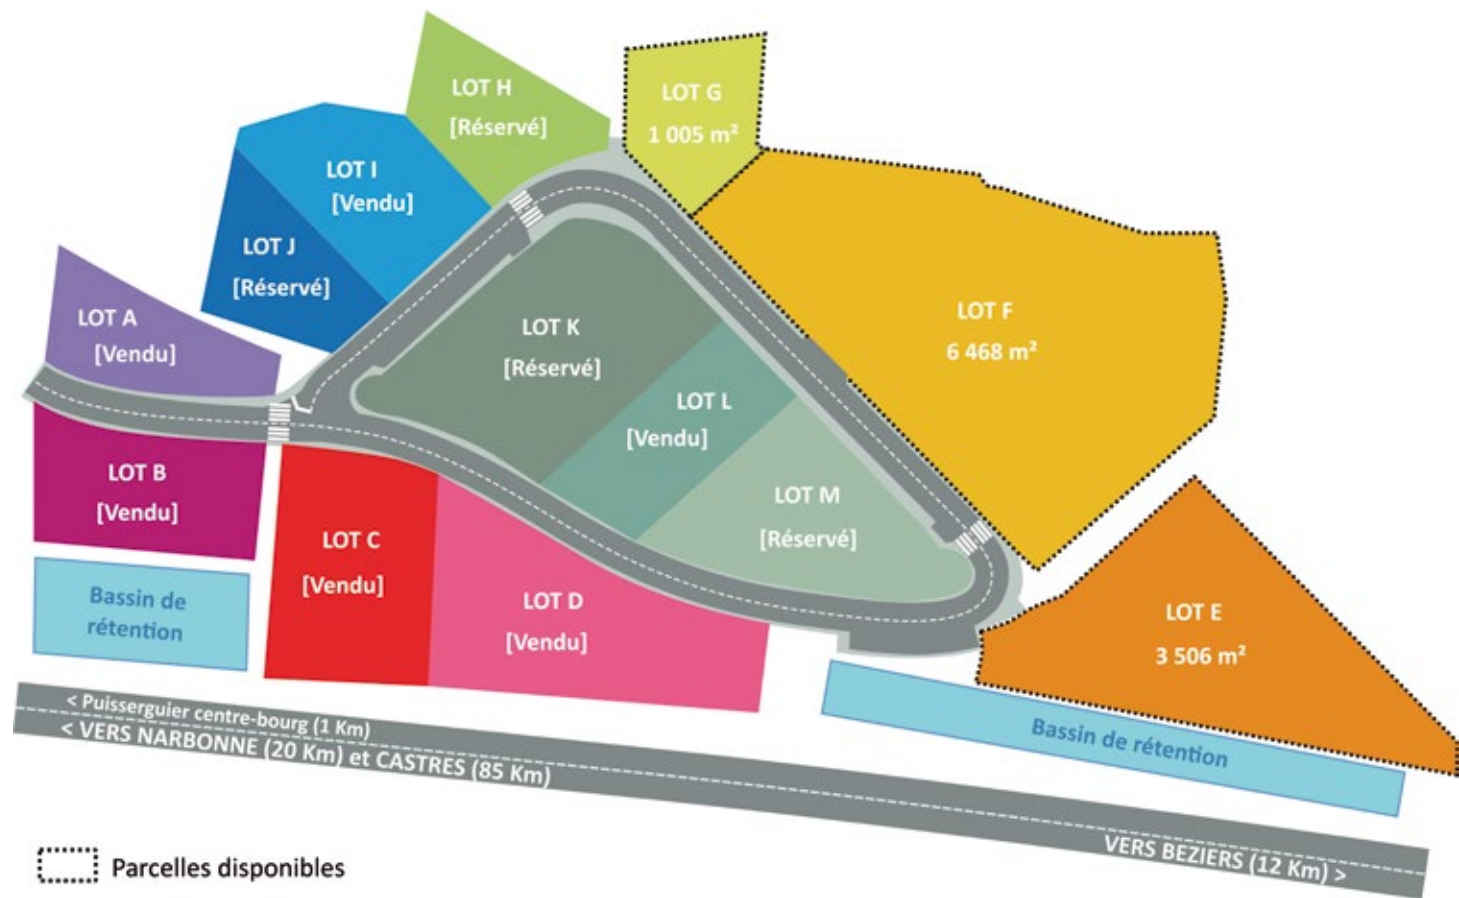 LOT H
[Réservé]
LOT G
1 005 m²
LOT I
[Vendu]
LOT J
[Réservé]
LOT A
[Vendu]
LOT K
[Réservé]
LOT F
6 468 m²
LOT L
[Vendu]
LOT B
[Vendu]
LOT M
[Réservé]
LOT C
[Vendu]
LOT D
[Vendu]
LOT E
3 506 m²
Bassin de
rétention
Bassin de rétention
< Puisserguier centre-bourg (1 Km)
< VERS NARBONNE (20 Km) et CASTRES (85 Km)
VERS BEZIERS (12 Km) >
Parcelles disponibles